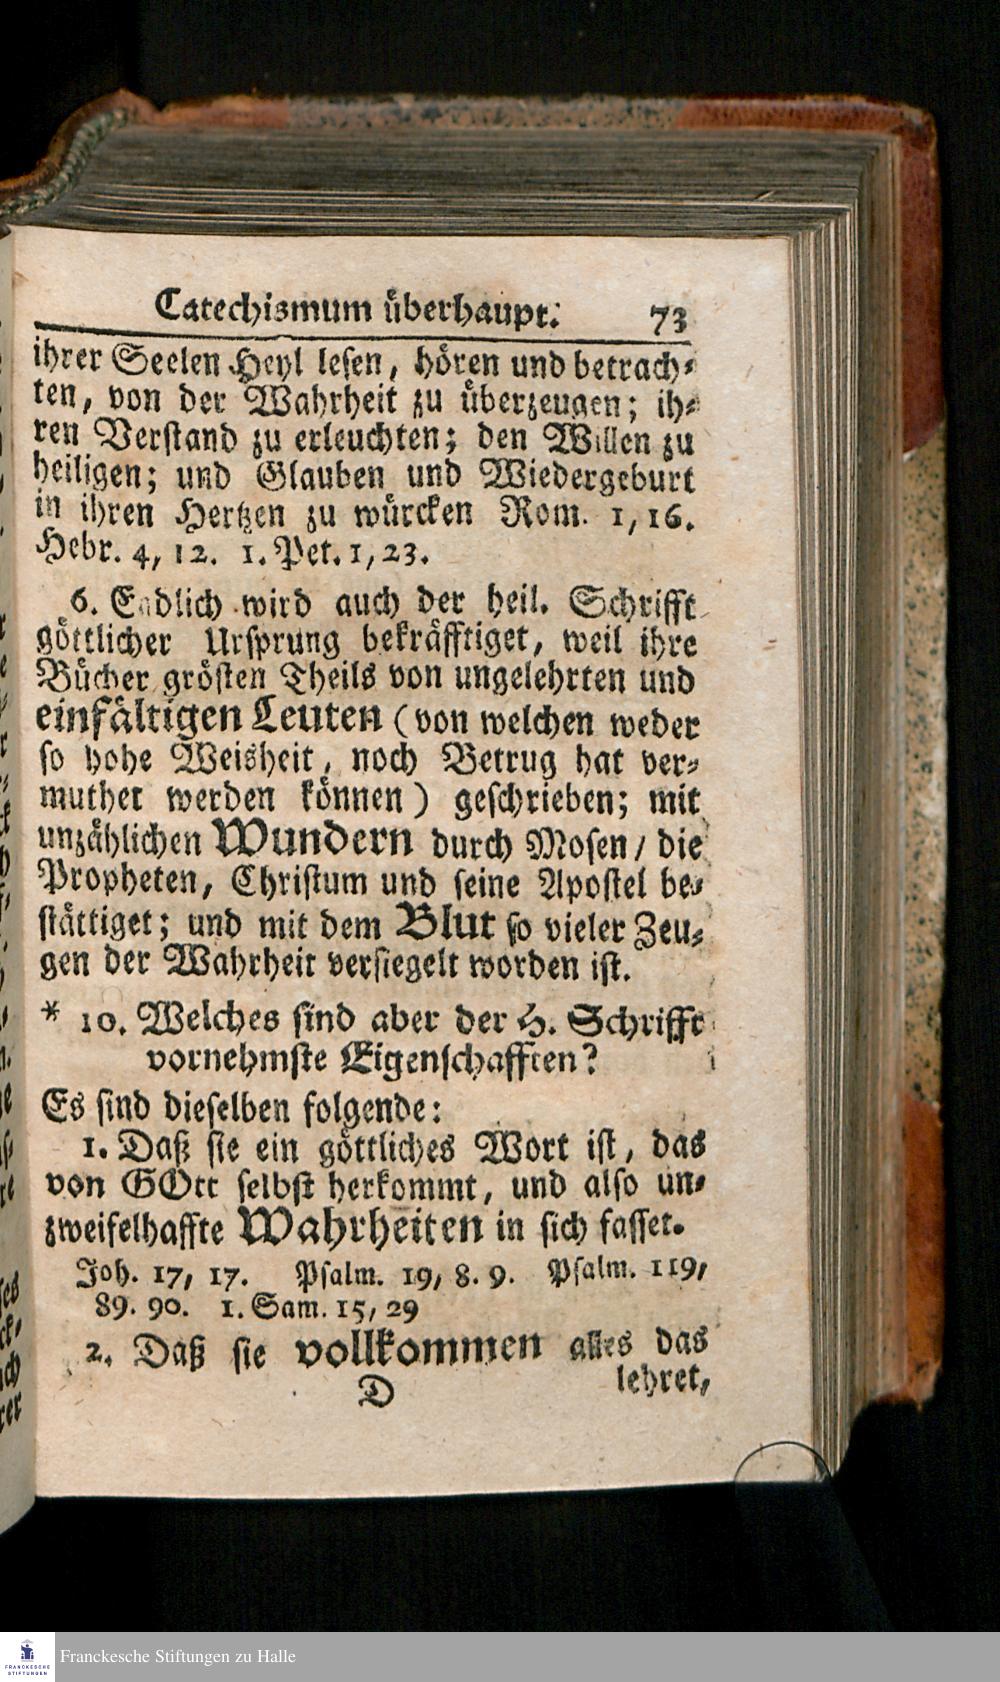 Catechismum überhaupt. 73
ihrer Seelen Heyl lesen, hören und betrach-
ten, von der Wahrheit zu überzeugen; ih-
ren Verstand zu erleuchten; den Willen zu
heiligen; und Glauben und Wiedergeburt
in ihren Hertzen zu würcken Rom. 1, 16.
Hebr. 4, 12. 1. Pet. 1, 23.
6. Endlich wird auch der heil. Schrifft
göttlicher Ursprung bekräfftiget, weil ihre
Bücher grösten Theils von ungelehrten und
einfältigen Leuten (von welchen weder
so hohe Weisheit, noch Betrug hat ver-
muthet werden können) geschrieben; mit
unzählichen Wundern durch Mosen/ die
Propheten, Christum und seine Apostel be-
stättiget; und mit dem Blut so vieler Zeu-
gen der Wahrheit versiegelt worden ist.
* 10. Welches sind aber der H. Schrifft
vornehmste Eigenschafften?
Es sind dieselben folgende:
1. Daß sie ein göttliches Wort ist, das
von GOtt selbst herkommt, und also un-
zweifelhaffte Wahrheiten in sich fasset.
Joh. 17, 17. Psalm. 19, 8. 9. Psalm. 119,
89. 90. 1. Sam. 15, 29
2. Daß sie vollkommen alles das
D lehret,
FRANCKESCHE
STIFTUNGEN
Franckesche Stiftungen zu Halle